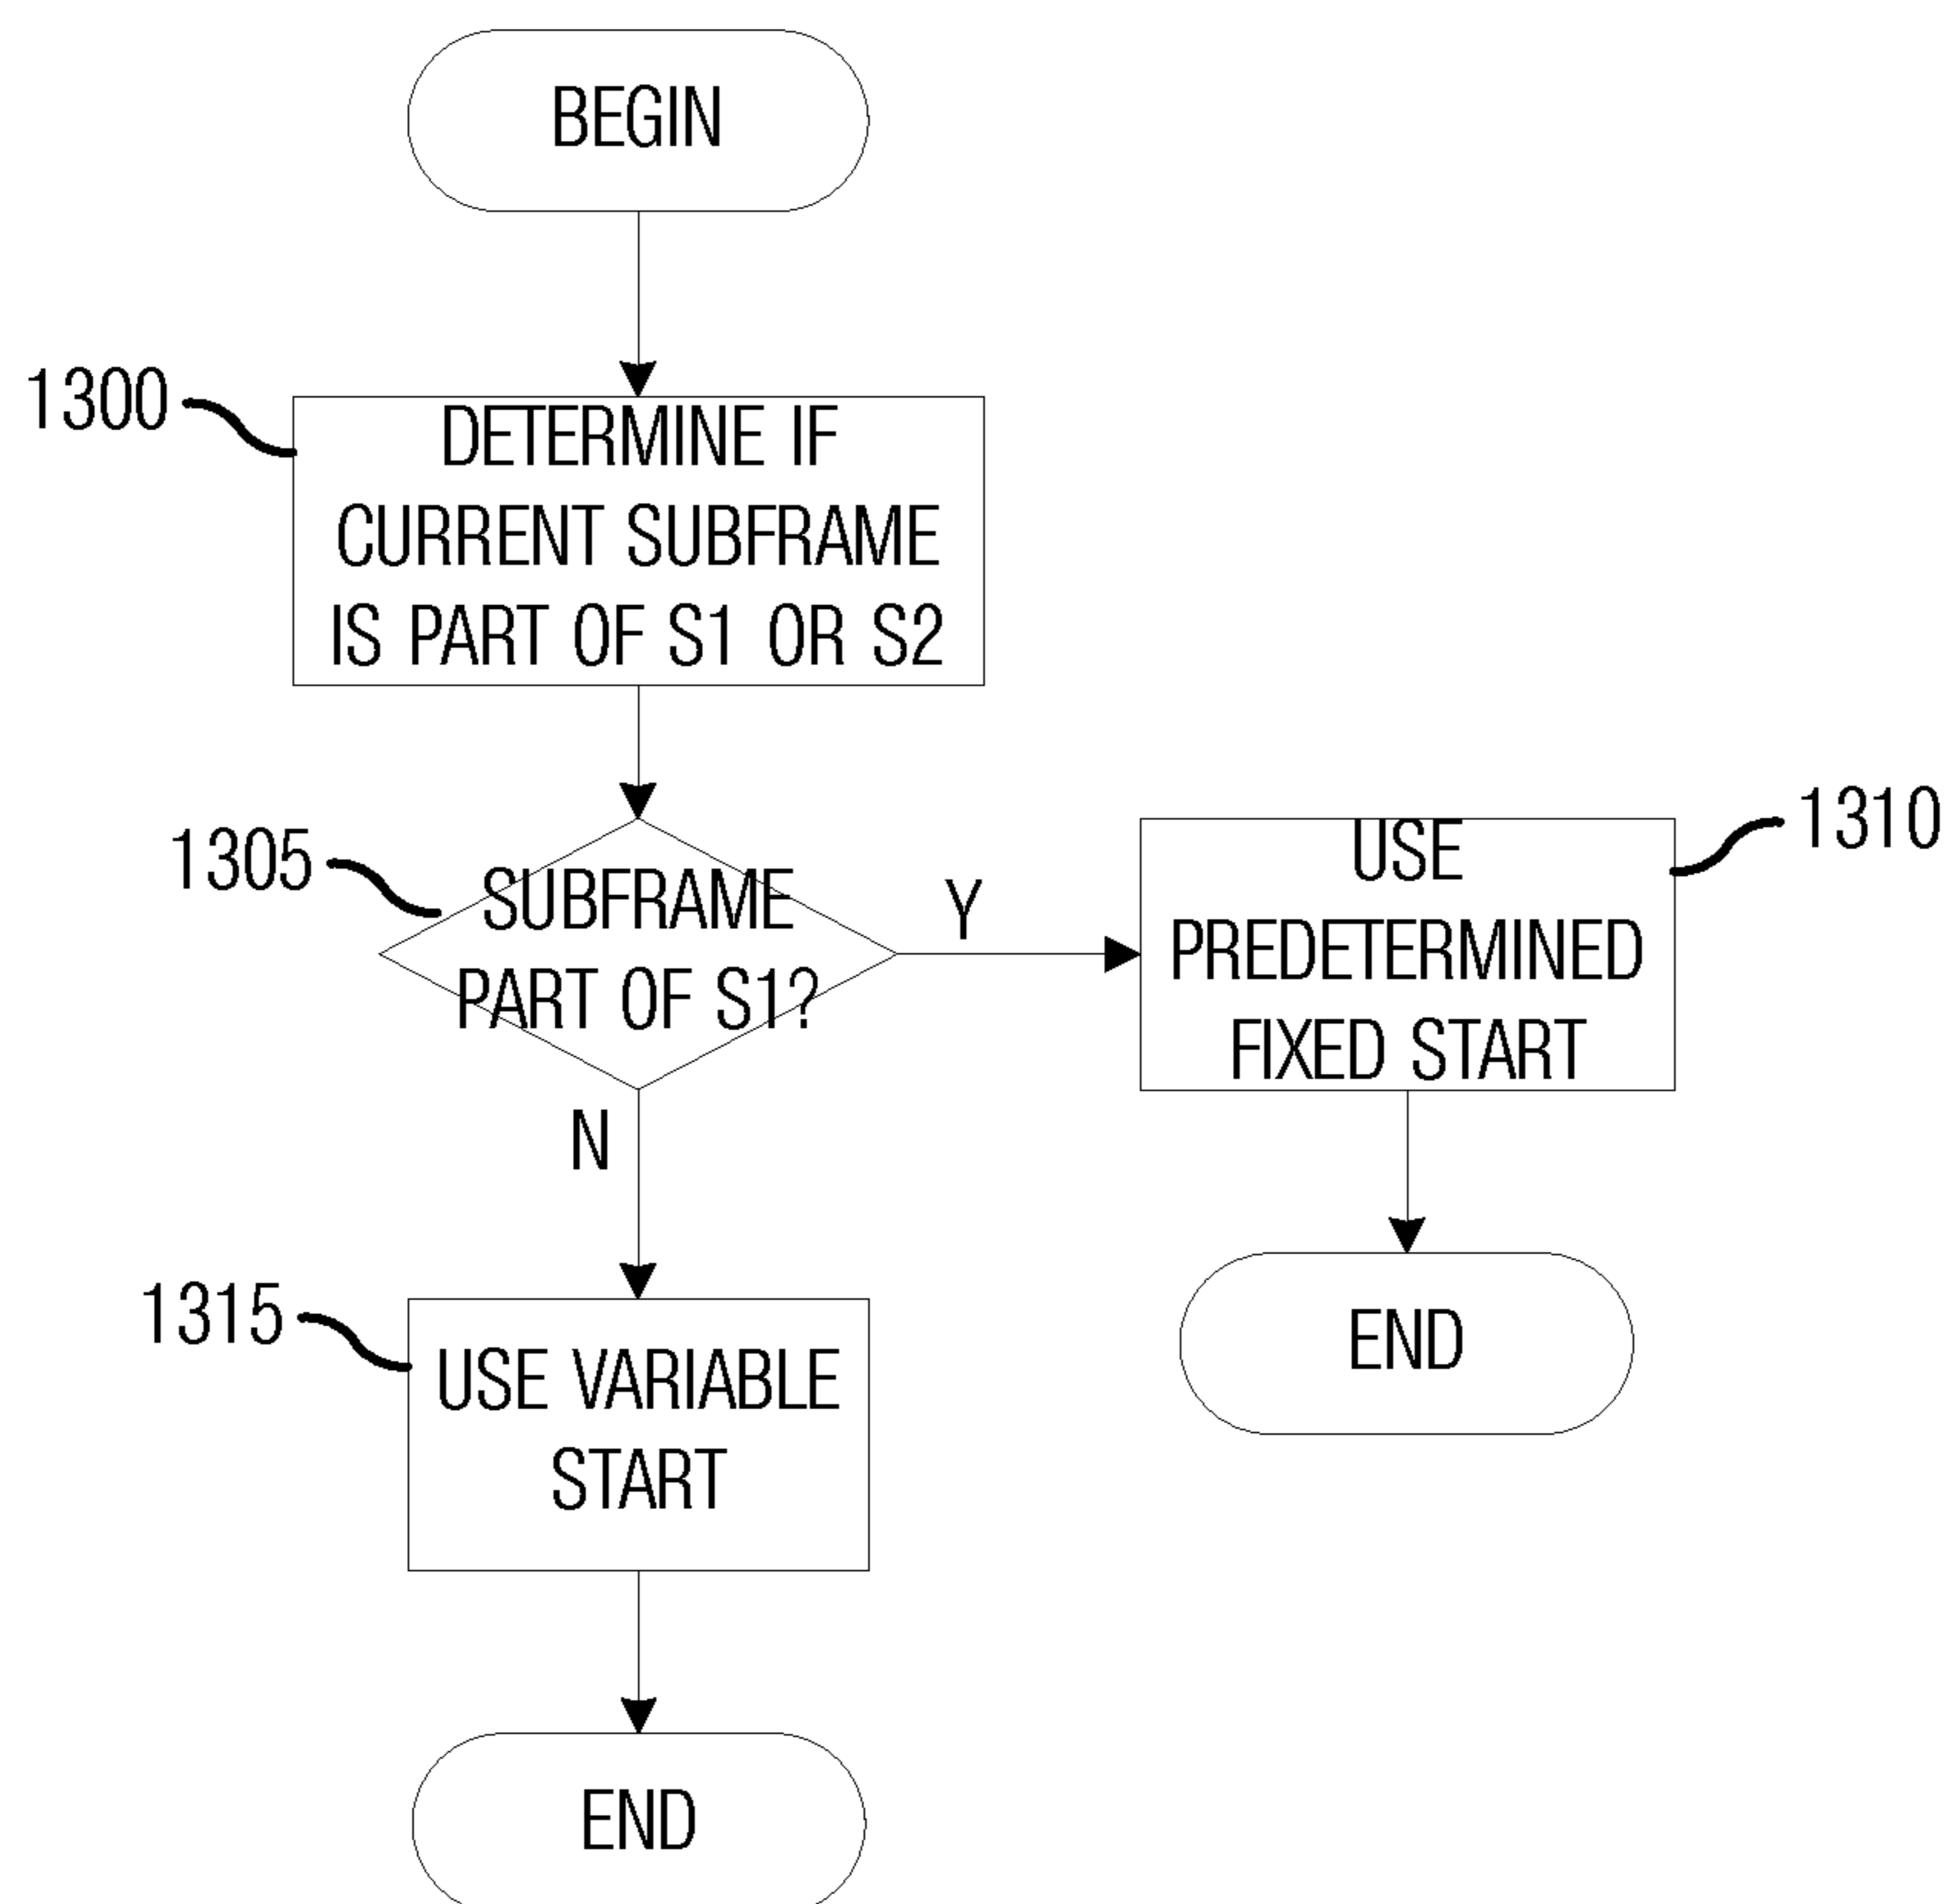 BEGIN
1300
DETERMINE IF
CURRENT SUBFRAME
IS PART OF S1 OR S2
1305
SUBFRAME
PART OF S1?
Y
1310
USE
PREDETERMINED
FIXED START
N
1315
USE VARIABLE
START
END
END